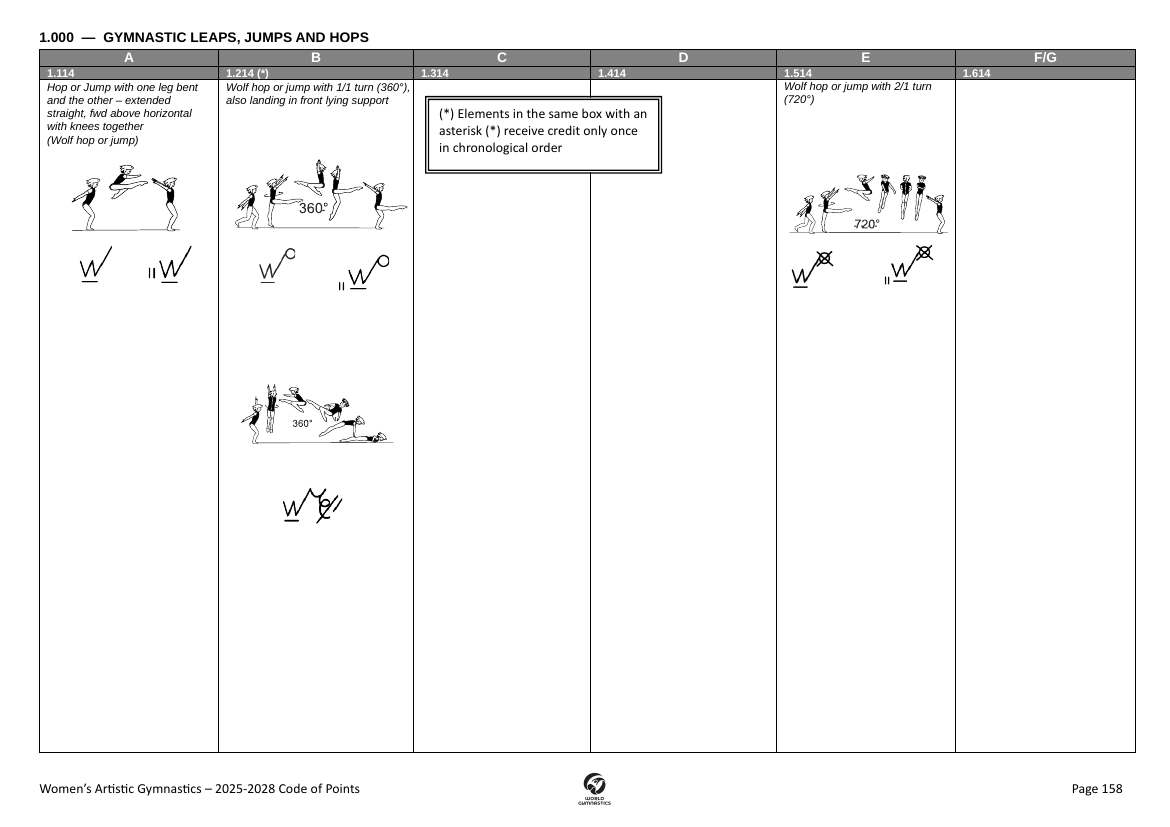 1.000 — GYMNASTIC LEAPS, JUMPS AND HOPS
A B C D E F/G
1.114 1.214 (*) 1.314 1.414 1.514 1.614
Hop or Jump with one leg bent
and the other – extended
straight, fwd above horizontal
with knees together
(Wolf hop or jump)
Wolf hop or jump with 1/1 turn (360°),
also landing in front lying support
360°
360°
(*) Elements in the same box with an
asterisk (*) receive credit only once
in chronological order
Wolf hop or jump with 2/1 turn
(720°)
720°
Women's Artistic Gymnastics – 2025-2028 Code of Points
WORLD
GYMNASTICS
Page 158